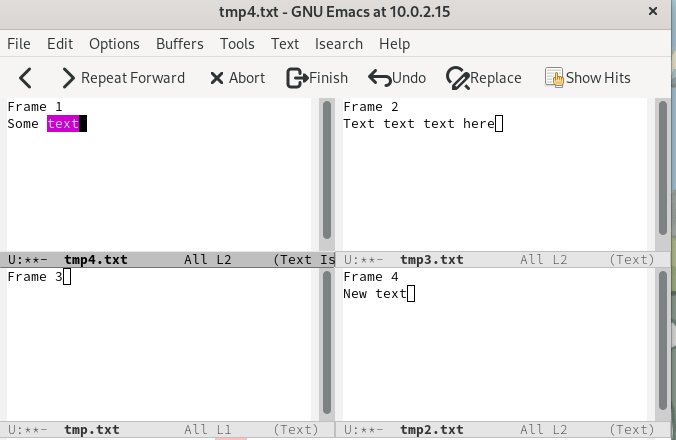 tmp4.txt - GNU Emacs at 10.0.2.15 ×
File Edit Options Buffers Tools Text Isearch Help
Repeat Forward Abort Finish Undo Replace Show Hits
Frame 1
Some text
U:**- tmp4.txt All L2 (Text Is
Frame 2
Text text text here
U:**- tmp3.txt All L2 (Text)
Frame 3
U:**- tmp.txt All L1 (Text)
Frame 4
New text
U:**- tmp2.txt All L2 (Text)